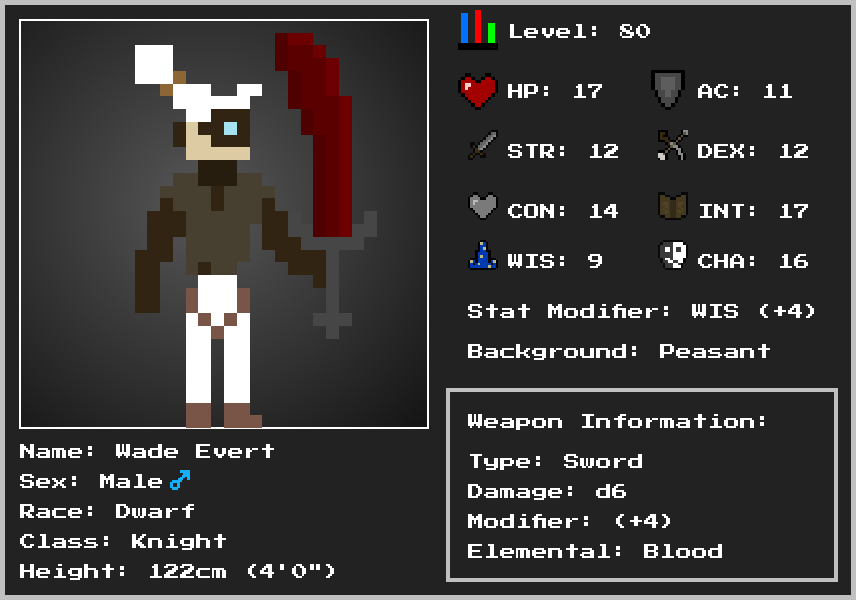 Level: 80
HP: 17
AC: 11
STR: 12
DEX: 12
CON: 14
INT: 17
WIS: 9
CHA: 16
Stat Modifier: WIS (+4)
Background: Peasant
Weapon Information:
Type: Sword
Damage: d6
Modifier: (+4)
Elemental: Blood
Name: Wade Evert
Sex: Male♂
Race: Dwarf
Class: Knight
Height: 122cm (4'0")